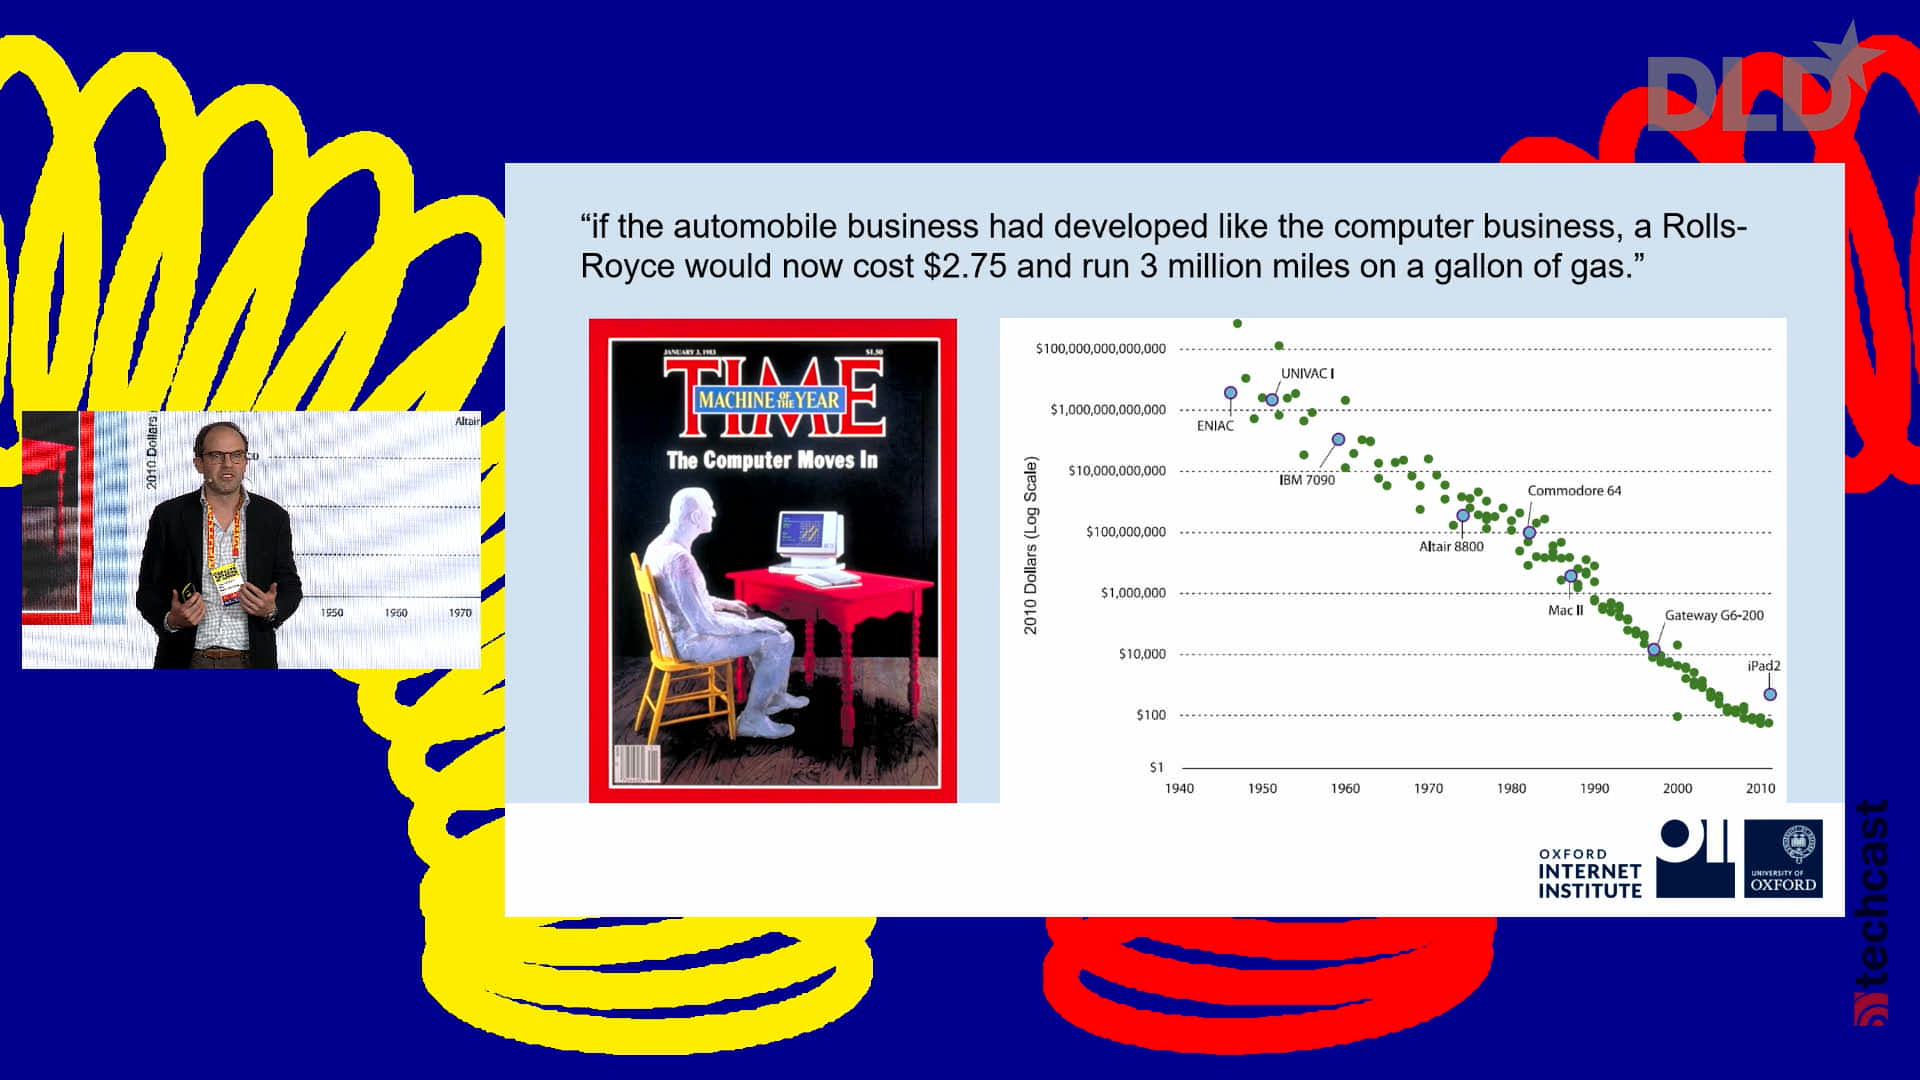 DLD
“if the automobile business had developed like the computer business, a Rolls-
Royce would now cost $2.75 and run 3 million miles on a gallon of gas.”
JANUARY 3, 1983 $1.50
TIME
MACHINE OF THE YEAR
The Computer Moves In
2010 Dollars (Log Scale)
$100,000,000,000,000
$1,000,000,000,000
$10,000,000,000
$100,000,000
$1,000,000
$10,000
$100
$1
1940 1950 1960 1970 1980 1990 2000 2010
ENIAC
UNIVAC I
IBM 7090
Altair 8800
Commodore 64
Mac II
Gateway G6-200
iPad2
2010 Dollars
Altair
SPEAKER
1950 1960 1970
OXFORD
INTERNET
INSTITUTE
OII
UNIVERSITY OF
OXFORD
techcast